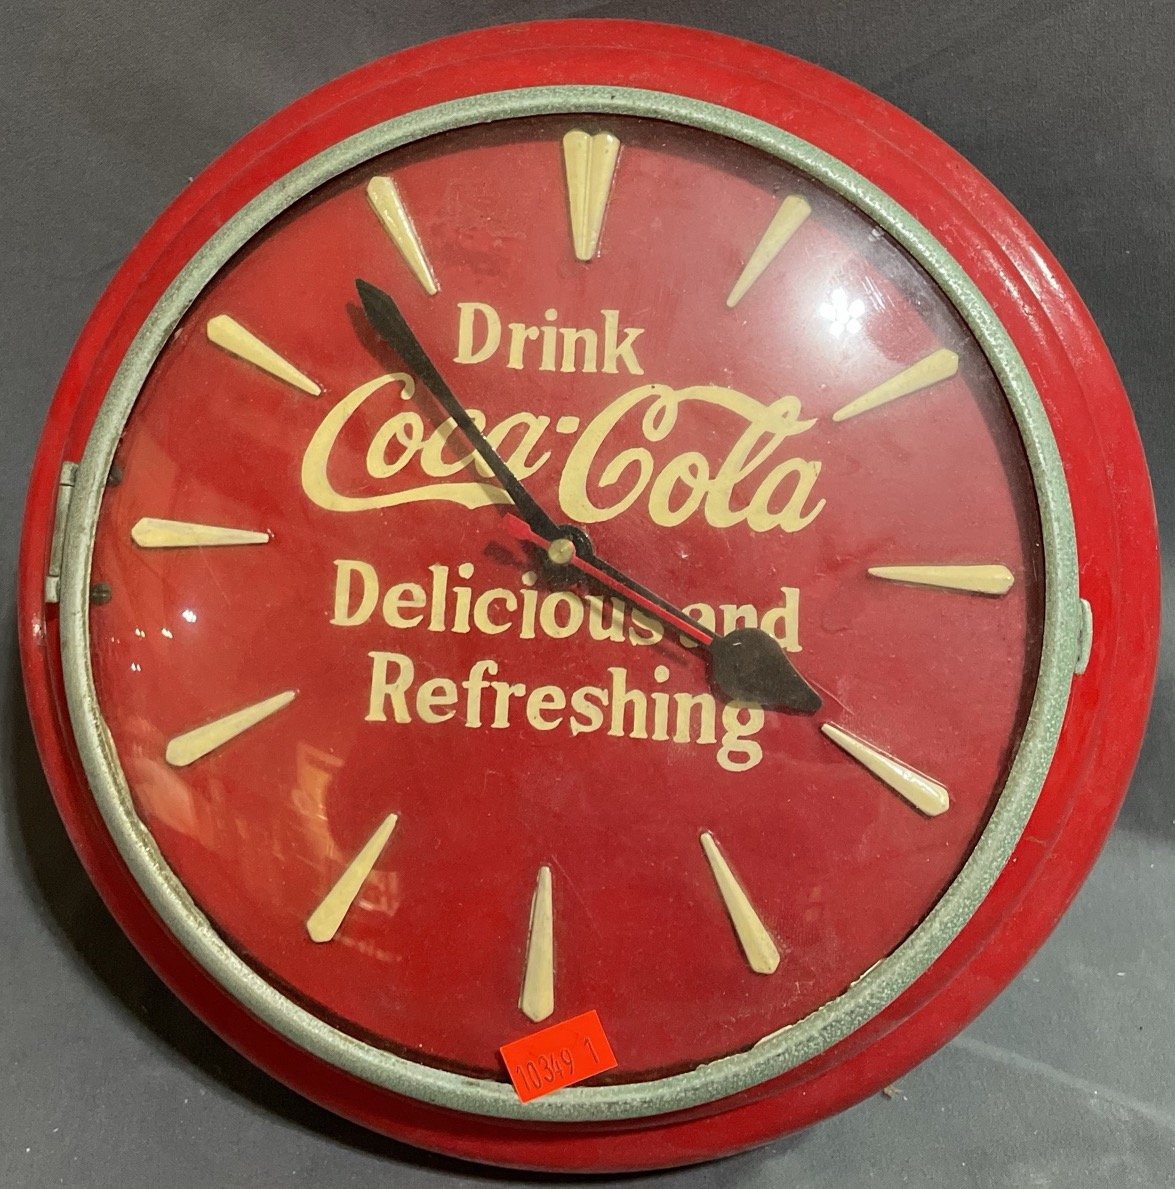 Drink
Coca-Cola
Delicious and
Refreshing
10349 1